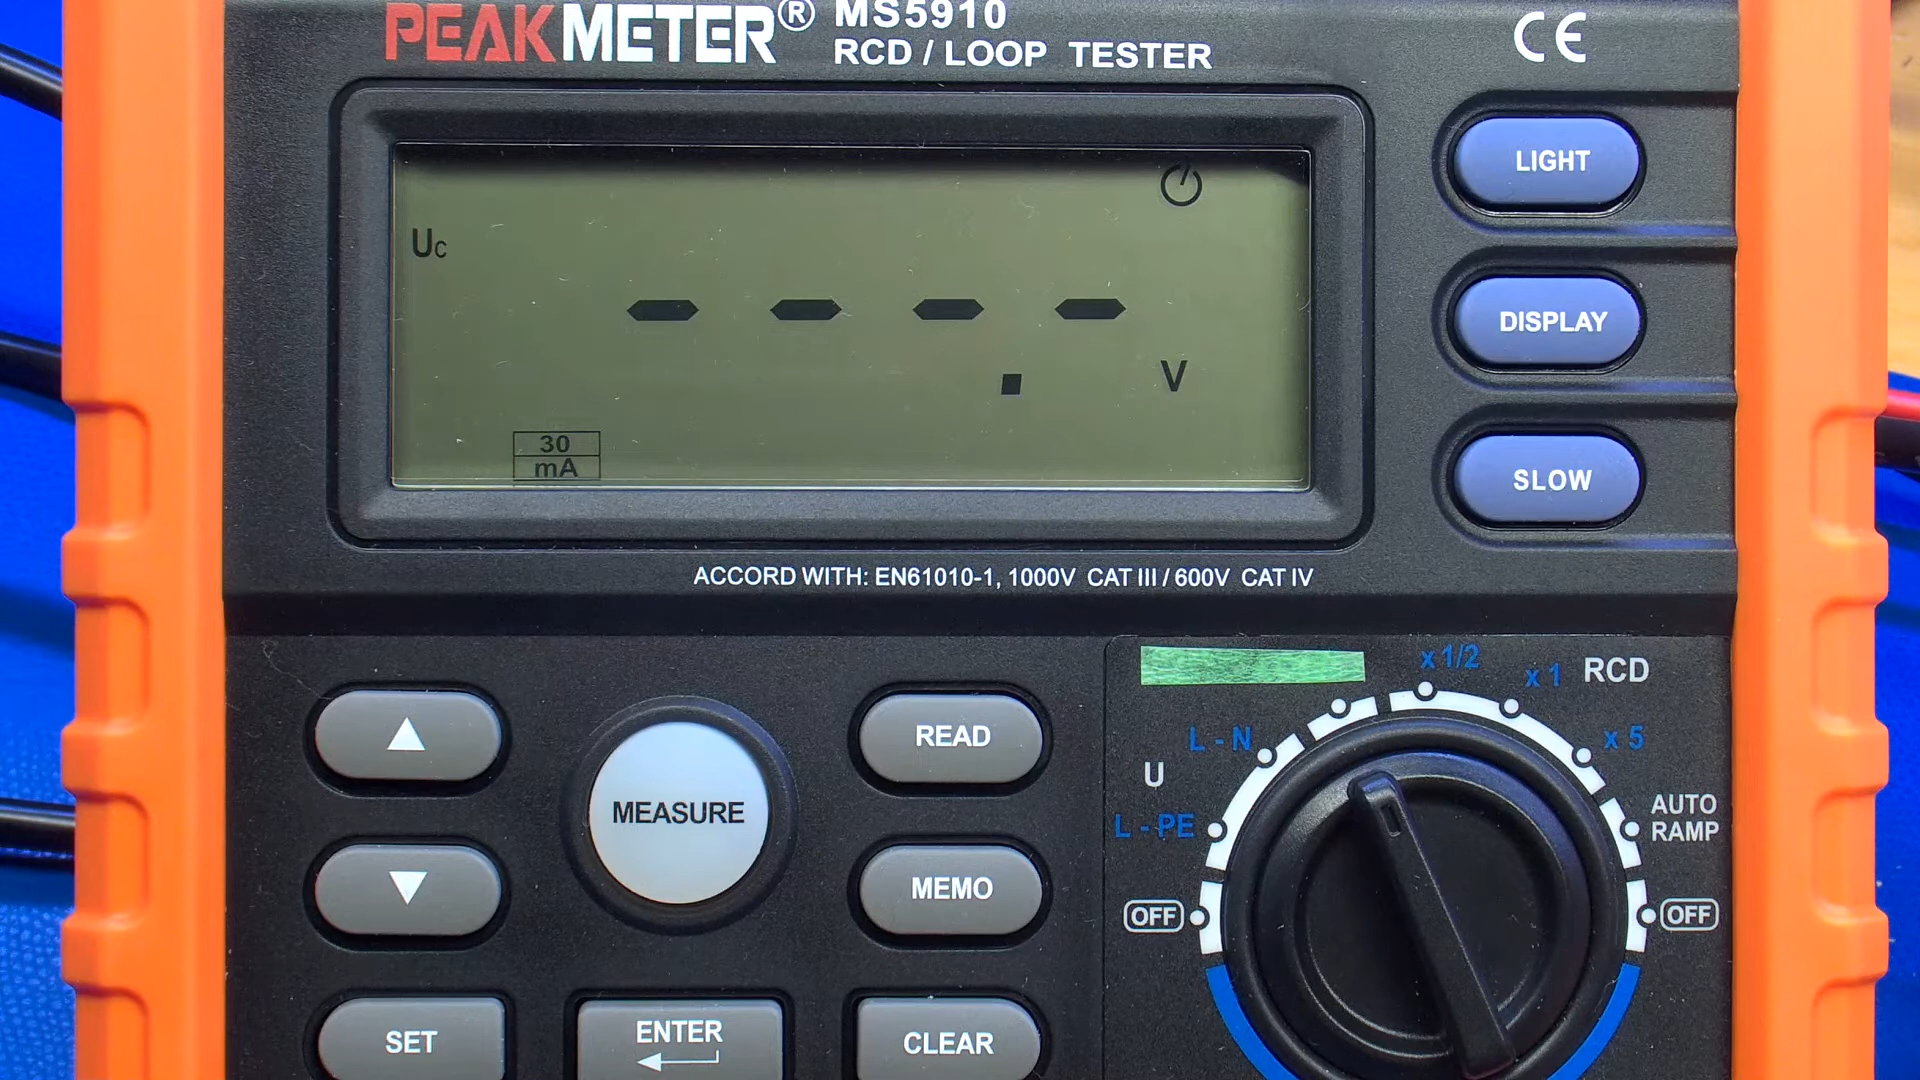 PEAKMETER® MS5910
RCD / LOOP TESTER
CE
LIGHT
Uc
- - - . -
V
DISPLAY
30
mA
SLOW
ACCORD WITH: EN61010-1, 1000V CAT III / 600V CAT IV
x 1/2
x 1
RCD
▲
MEASURE
READ
L - N
x 5
U
L - PE
AUTO
RAMP
▼
MEMO
OFF
OFF
SET
ENTER
CLEAR